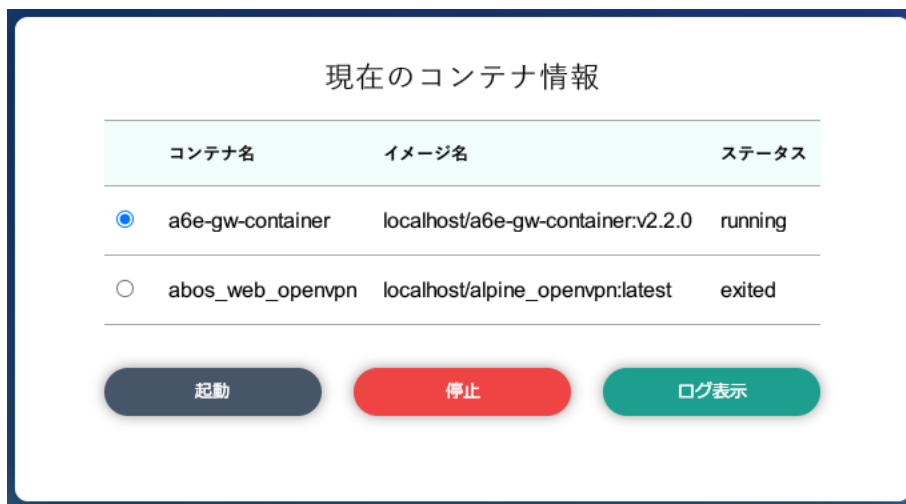 現在のコンテナ情報
コンテナ名 イメージ名 ステータス
a6e-gw-container localhost/a6e-gw-container:v2.2.0 running
abos_web_openvpn localhost/alpine_openvpn:latest exited
起動 停止 ログ表示